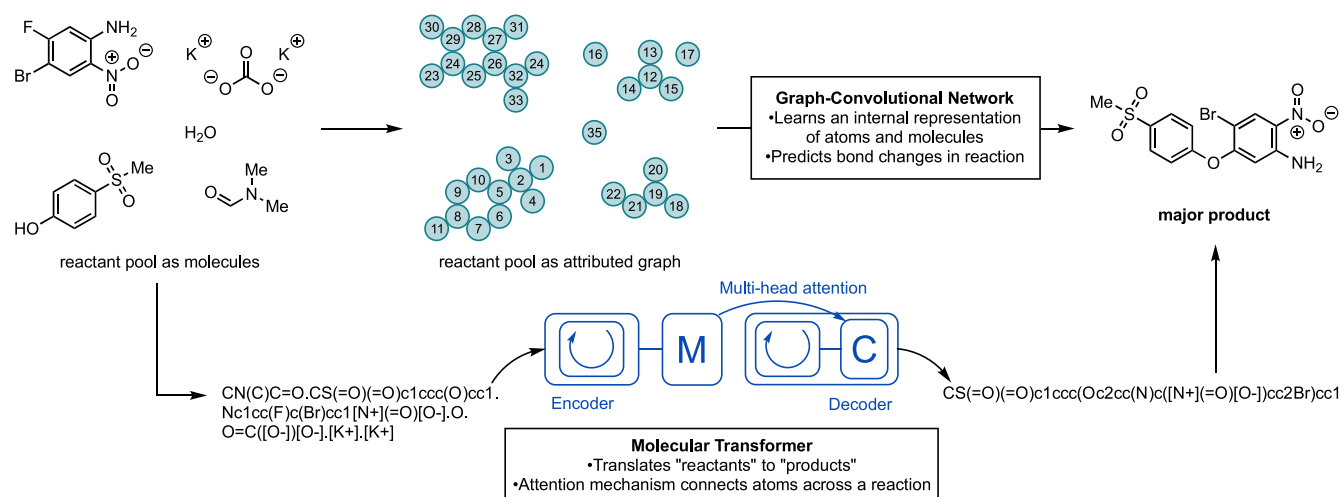 F
NH₂
Br
N
⊕
O
⊖
O
K⊕
K⊕
O
⊖O
O⊖
H₂O
O
S
Me
O
HO
Me
O
N
Me
reactant pool as molecules
30
28
31
29
27
23
24
26
24
25
32
33
16
13
17
12
14
15
35
3
1
10
2
9
5
4
8
6
11
7
20
22
19
21
18
reactant pool as attributed graph
Graph-Convolutional Network
•Learns an internal representation
of atoms and molecules
•Predicts bond changes in reaction
Me
O
S
O
Br
O
N
⊕
O⊖
O
NH₂
major product
CN(C)C=O.CS(=O)(=O)c1ccc(O)cc1.
Nc1cc(F)c(Br)cc1[N+](=O)[O-].O.
O=C([O-])[O-].[K+].[K+]
Multi-head attention
M
C
Encoder
Decoder
CS(=O)(=O)c1ccc(Oc2cc(N)c([N+](=O)[O-])cc2Br)cc1
Molecular Transformer
•Translates "reactants" to "products"
•Attention mechanism connects atoms across a reaction